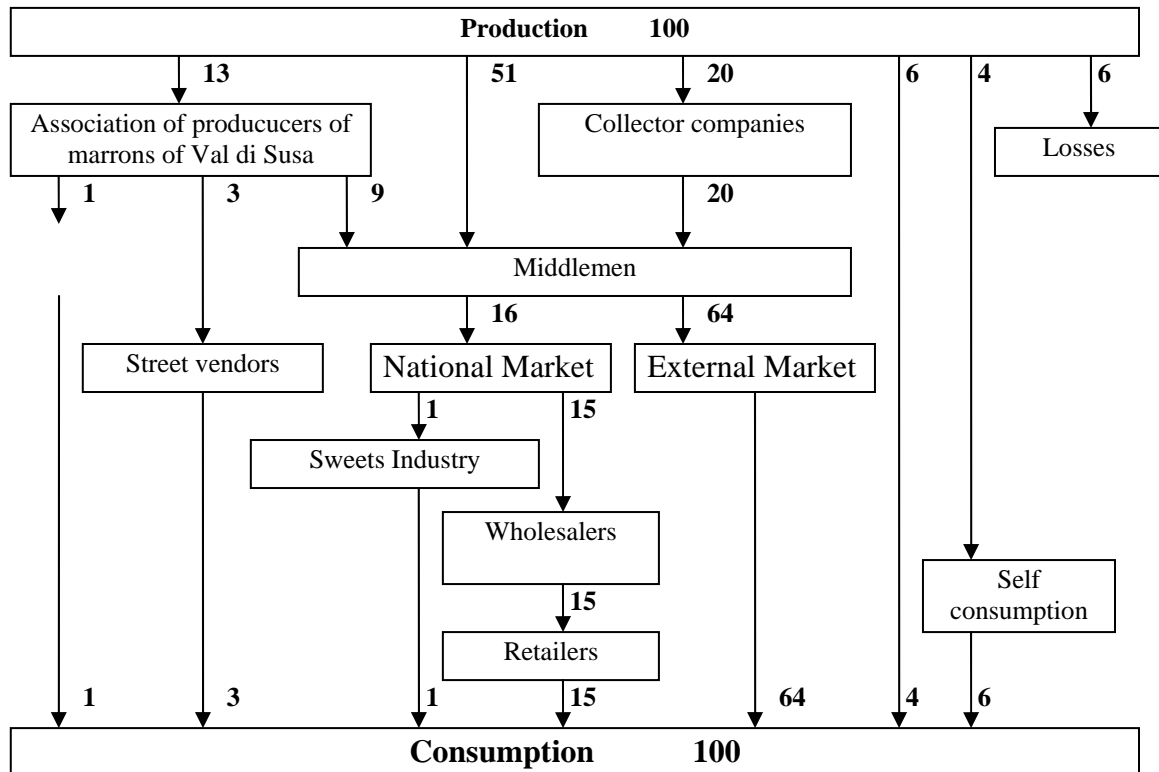 Production 100
13 51 20 6 4 6
Association of producucers of
marrons of Val di Susa
Collector companies
Losses
1 3 9 20
Middlemen
16 64
Street vendors
National Market
External Market
1 15
Sweets Industry
Wholesalers
Self
consumption
15
Retailers
1 3 1 15 64 4 6
Consumption 100